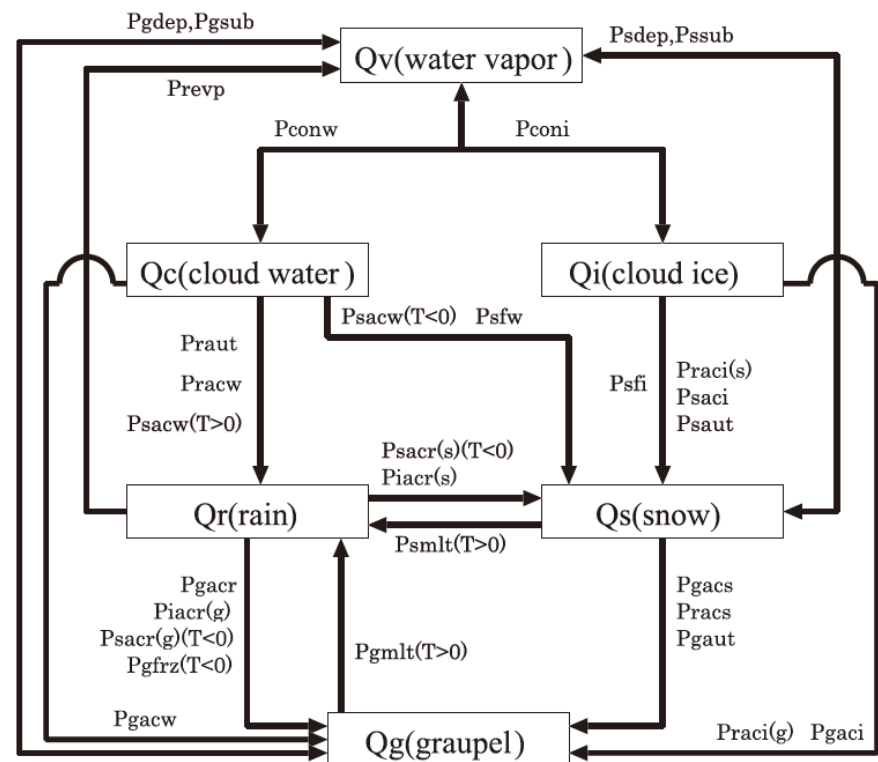 Pgdep,Pgsub
Qv(water vapor)
Psdep,Pssub
Prevp
Pconw
Pconi
Qc(cloud water)
Qi(cloud ice)
Psacw(T<0) Psfw
Raut
Racw
Psacw(T>0)
Psfi
Praci(s)
Psaci
Psaut
Psacr(s)(T<0)
Piacr(s)
Qr(rain)
Qs(snow)
Psmlt(T>0)
Pgacr
Piacr(g)
Psacr(g)(T<0)
Pgfrz(T<0)
Pgmlt(T>0)
Pgacs
Pracs
Pgaut
Pgacw
Praci(g) Pgaci
Qg(graupel)